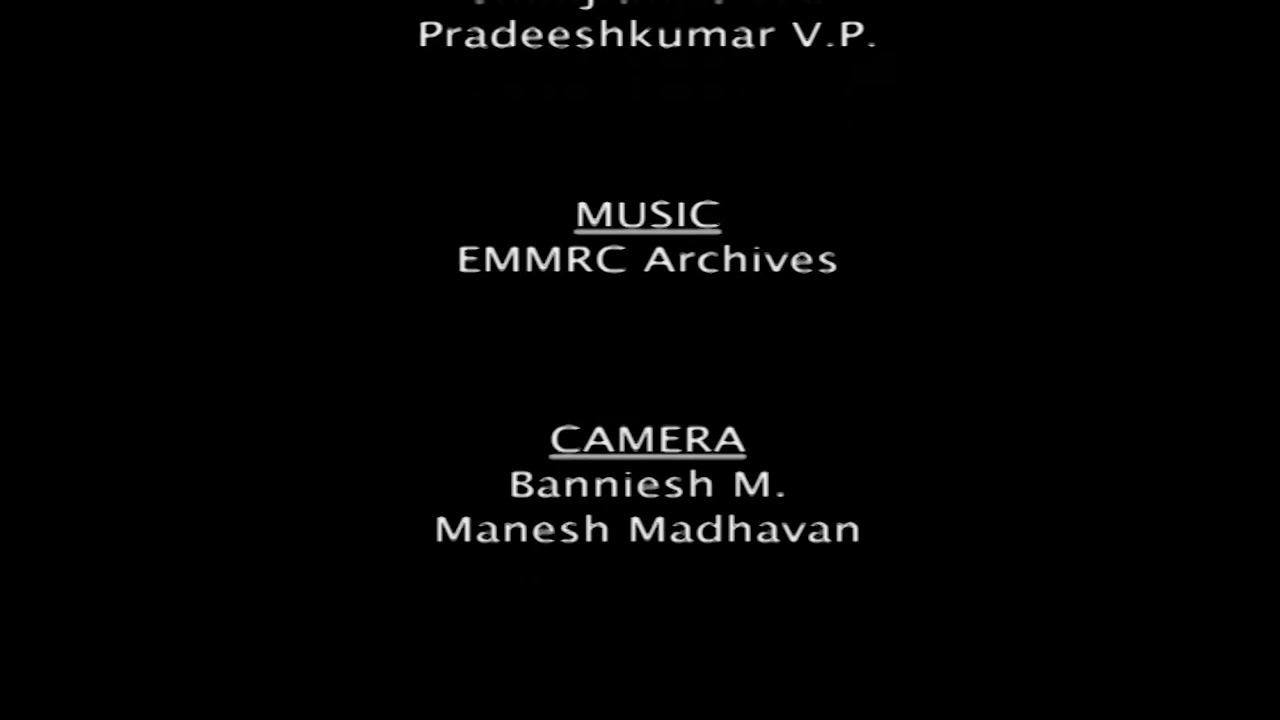 Pradeeshkumar V.P.
MUSIC
EMMRC Archives
CAMERA
Banniesh M.
Manesh Madhavan